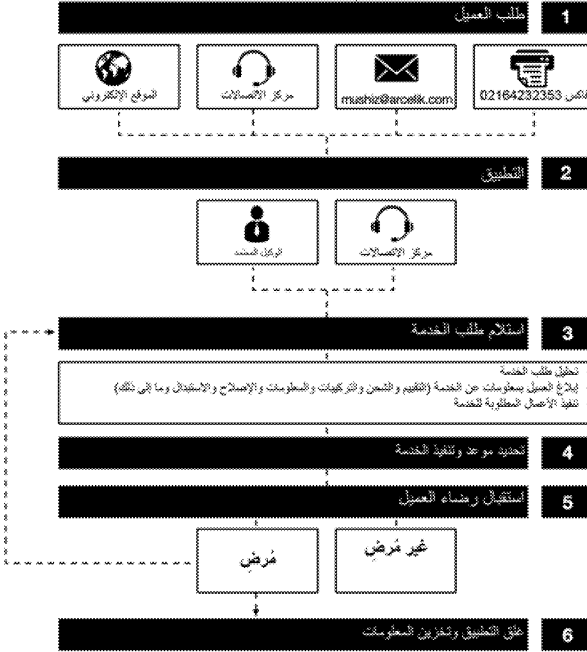 1 طلب العميل
فاكس 02164232353
mushiz@arcelik.com
مركز الاتصالات
الموقع الإلكتروني
2 التطبيق
مركز الاتصالات
الوكيل المعتمد
3 استلام طلب الخدمة
تحليل طلب الخدمة
إبلاغ العميل بمعلومات عن الخدمة (التقييم والشحن والتركيبات والمعلومات والإصلاح والاستبدال وما إلى ذلك)
تنفيذ الأعمال المطلوبة للخدمة
4 تحديد موعد وتنفيذ الخدمة
5 استقبال رضاء العميل
غير مُرضِ
مُرضِ
6 غلق التطبيق وتخزين المعلومات